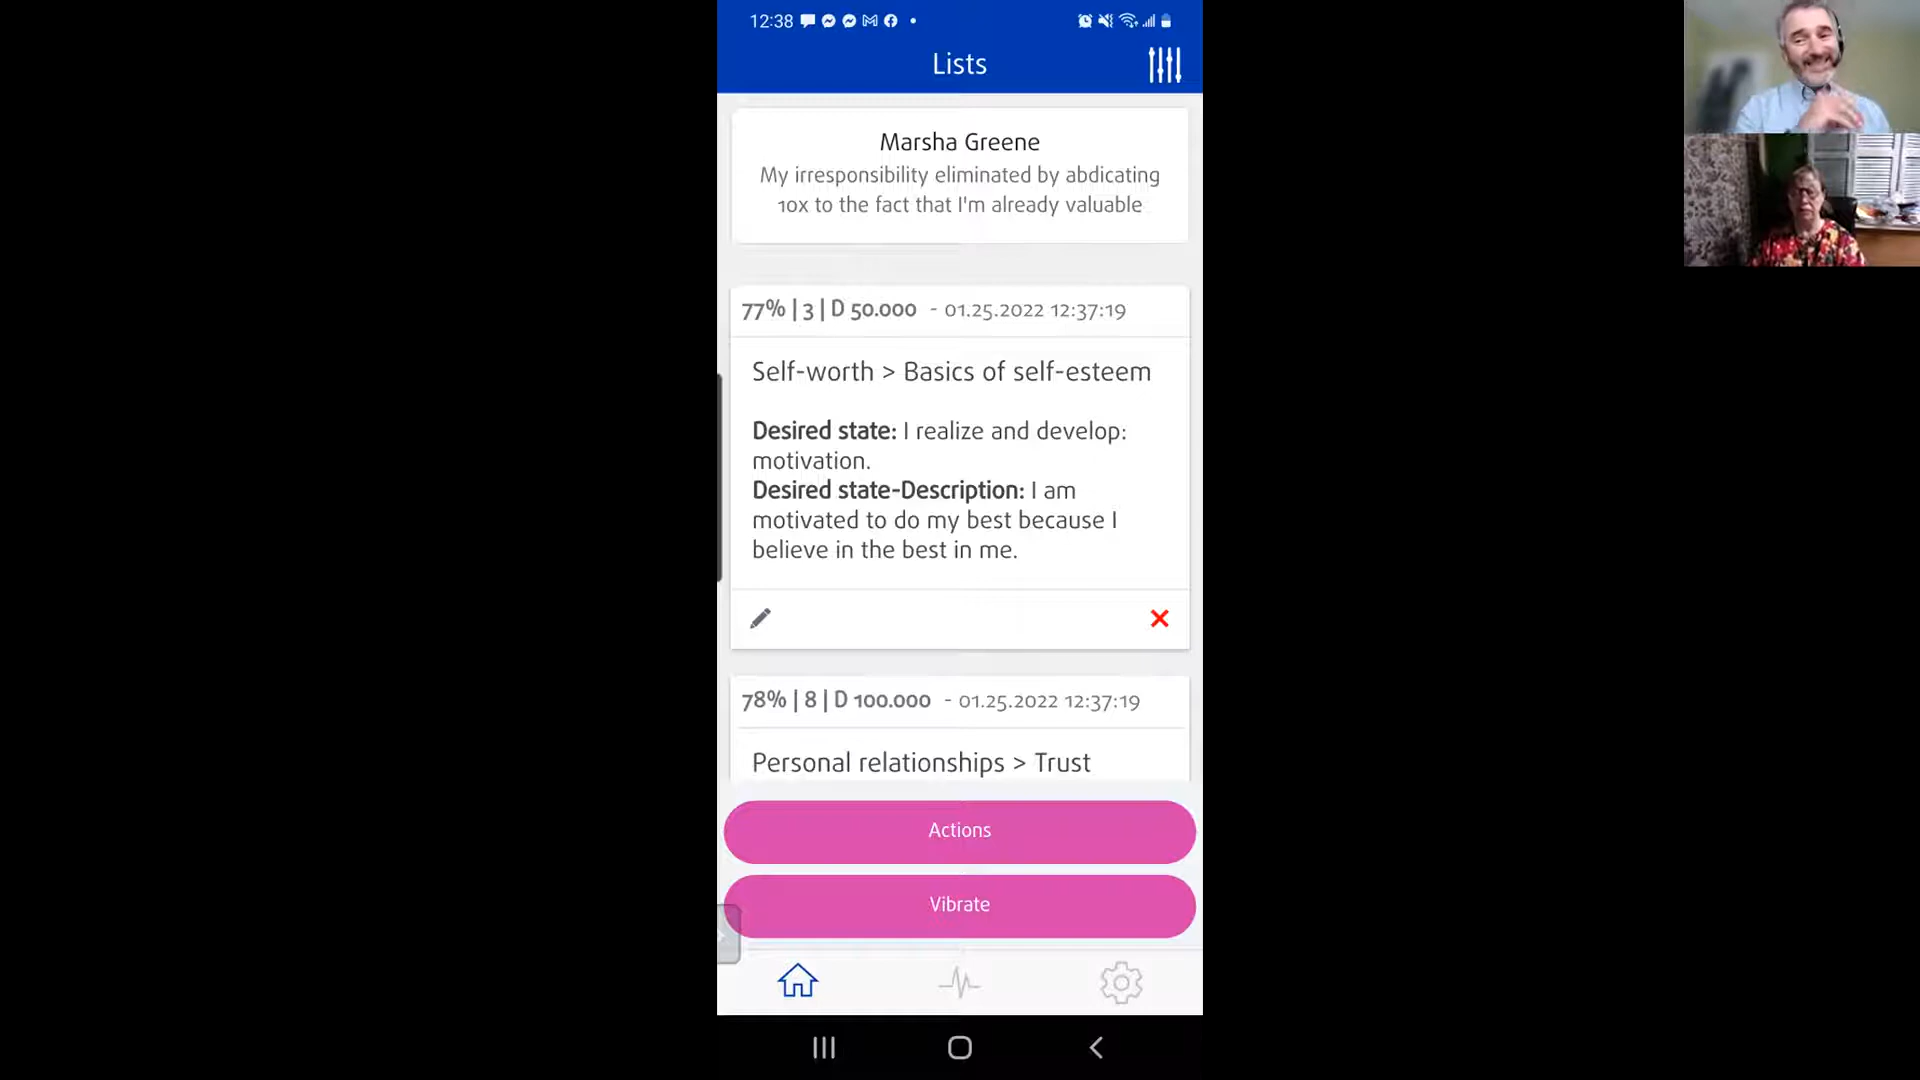 12:38
Lists
Marsha Greene
My irresponsibility eliminated by abdicating
10x to the fact that I'm already valuable
77% | 3 | D 50.000 - 01.25.2022 12:37:19
Self-worth > Basics of self-esteem
Desired state: I realize and develop:
motivation.
Desired state-Description: I am
motivated to do my best because I
believe in the best in me.
78% | 8 | D 100.000 - 01.25.2022 12:37:19
Personal relationships > Trust
Actions
Vibrate